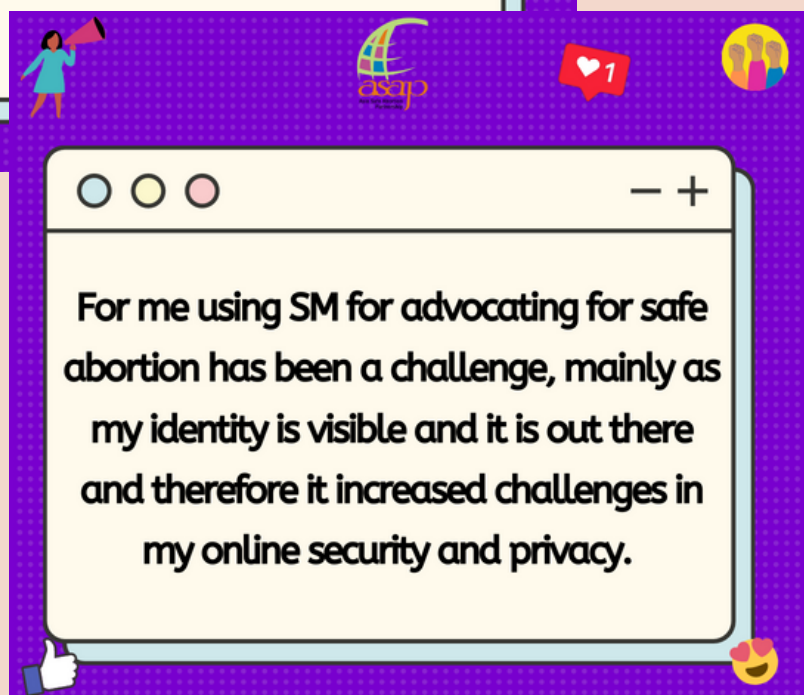 asap
1
For me using SM for advocating for safe
abortion has been a challenge, mainly as
my identity is visible and it is out there
and therefore it increased challenges in
my online security and privacy.